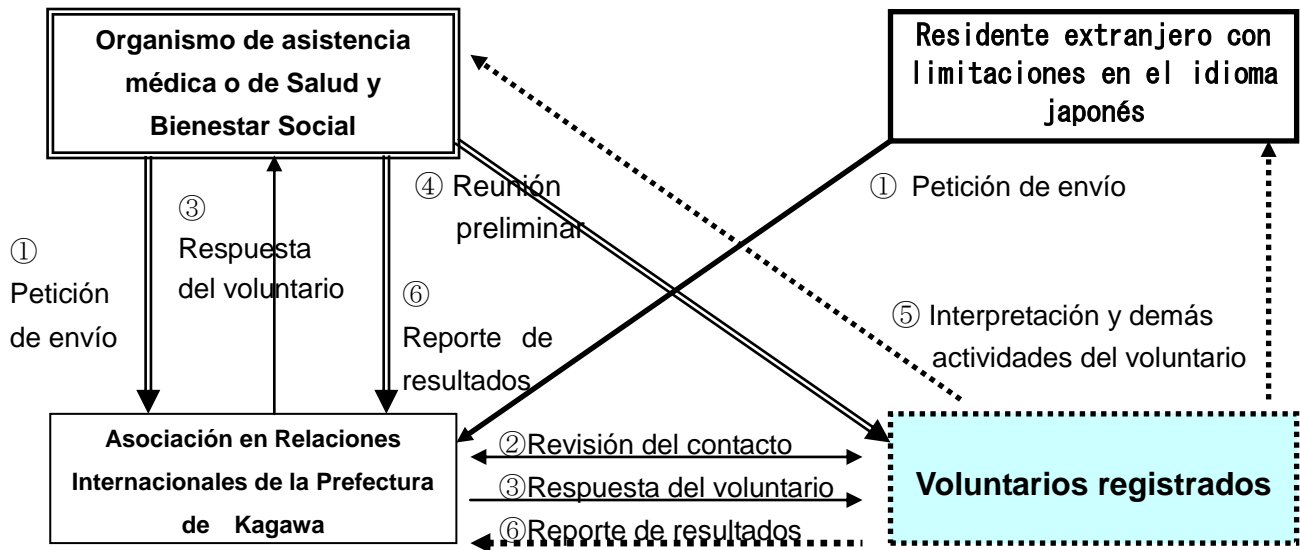 Organismo de asistencia
médica o de Salud y
Bienestar Social
Residente extranjero con
limitaciones en el idioma
japonés
④ Reunión
preliminar
① Petición de envío
③
Respuesta
del voluntario
①
Petición
de envío
⑥
Reporte de
resultados
⑤ Interpretación y demás
actividades del voluntario
Asociación en Relaciones
Internacionales de la Prefectura
de Kagawa
②Revisión del contacto
③Respuesta del voluntario
⑥Reporte de resultados
Voluntarios registrados